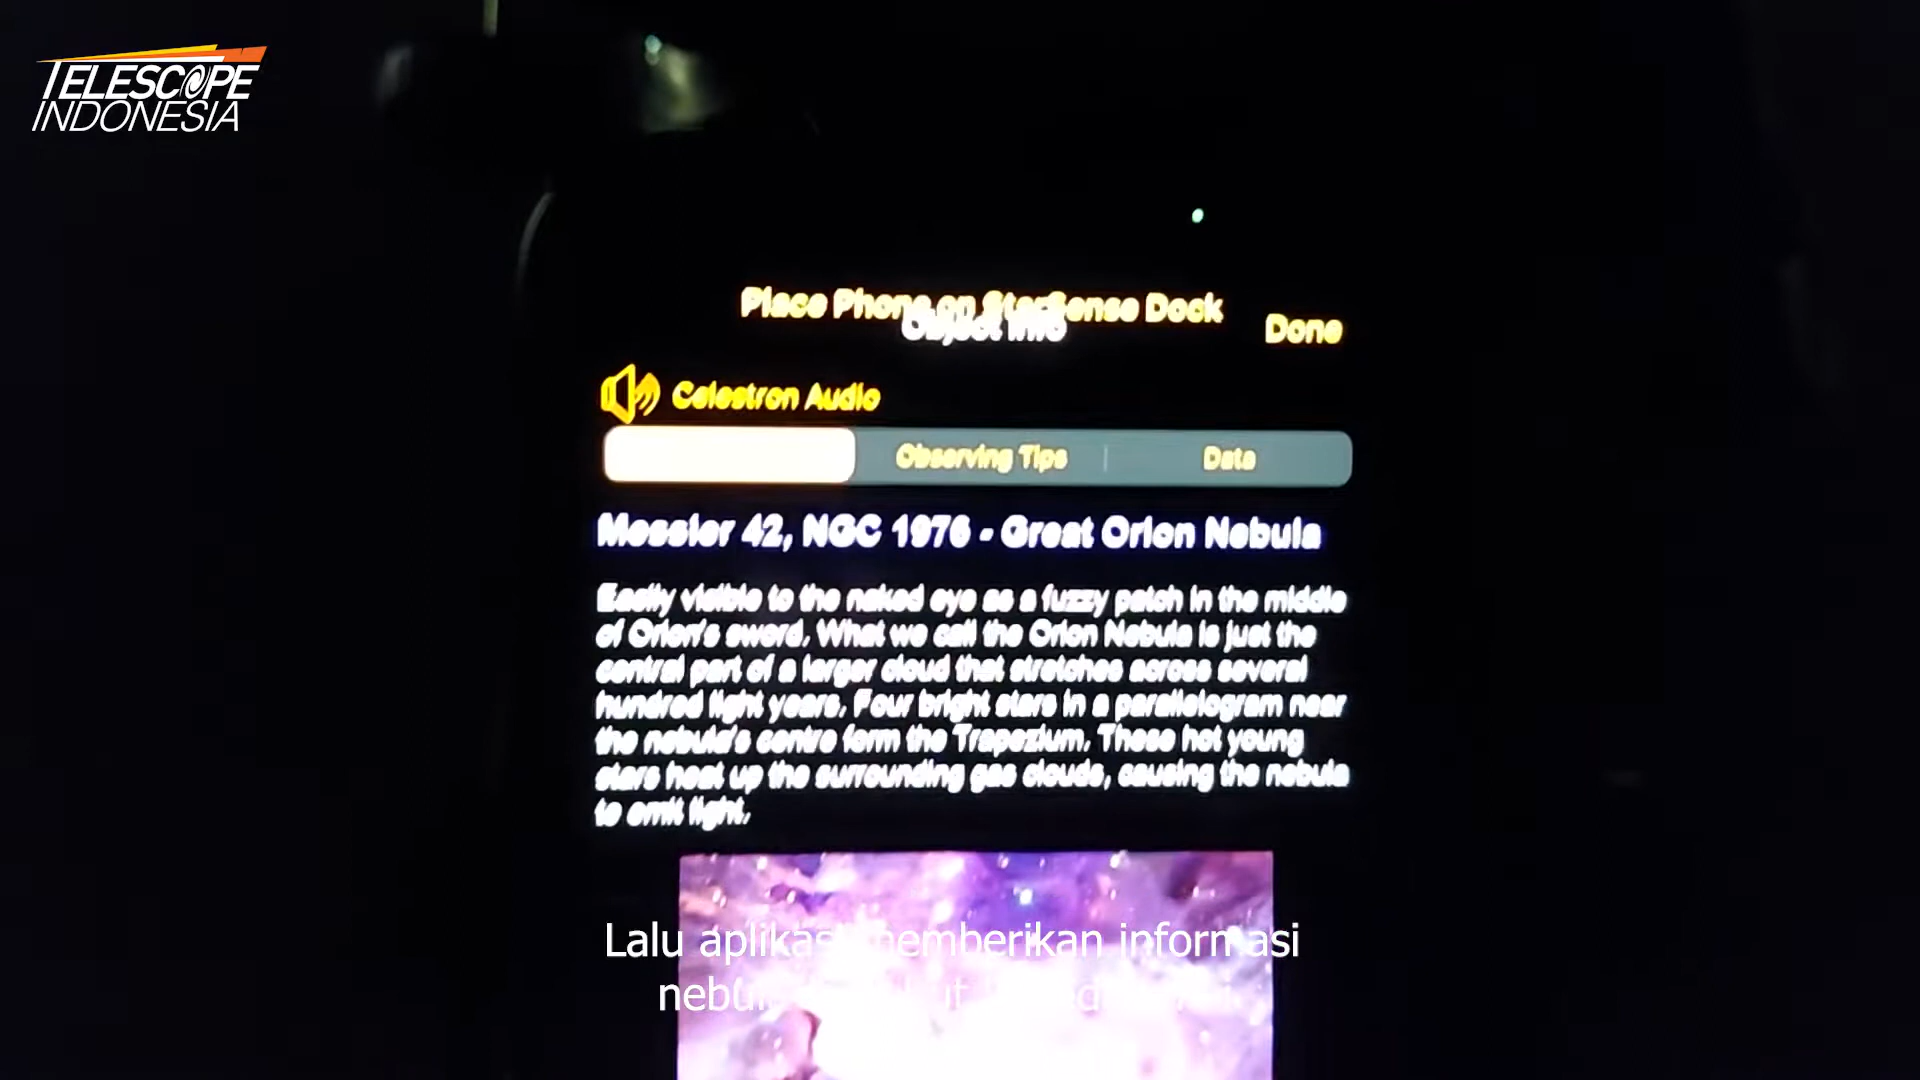 TELESCOPE
INDONESIA
Place Phone on StarSense Dock
Object Info
Done
Celestron Audio
Observing Tips
Data
Messier 42, NGC 1976 - Great Orion Nebula
Easily visible to the naked eye as a fuzzy patch in the middle
of Orion's sword. What we call the Orion Nebula is just the
central part of a larger cloud that stretches across several
hundred light years. Four bright stars in a parallelogram near
the nebula's centre form the Trapezium. These hot young
stars heat up the surrounding gas clouds, causing the nebula
to emit light.
Lalu aplikasi memberikan informasi